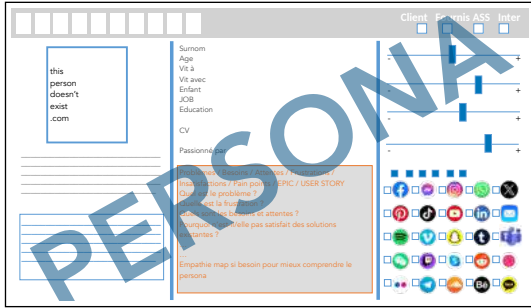 Client Fournis ASS Inter
this
person
doesn't
exist
.com
Surnom
Age
Vit à
Vit avec
Enfant
JOB
Education
CV
Passionné par
Problèmes / Besoins / Attentes / Frustrations /
Insatisfactions / Pain points / EPIC / USER STORY
Quel est le problème ?
Quelle est la frustration ?
Quels sont les besoins et attentes ?
Pourquoi n'est-il/elle pas satisfait des solutions
existantes ?
...
Empathie map si besoin pour mieux comprendre le
persona
- +
- +
- +
- +
PERSONA